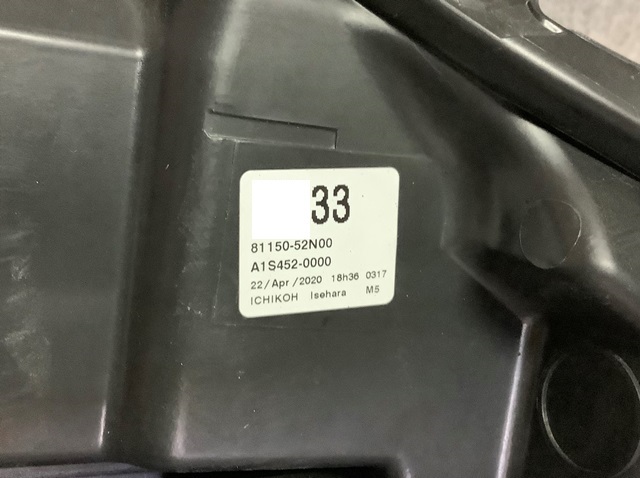 33
81150-52N00
A1S452-0000
22/Apr/2020 18h36 0317
ICHIKOH Isehara M5